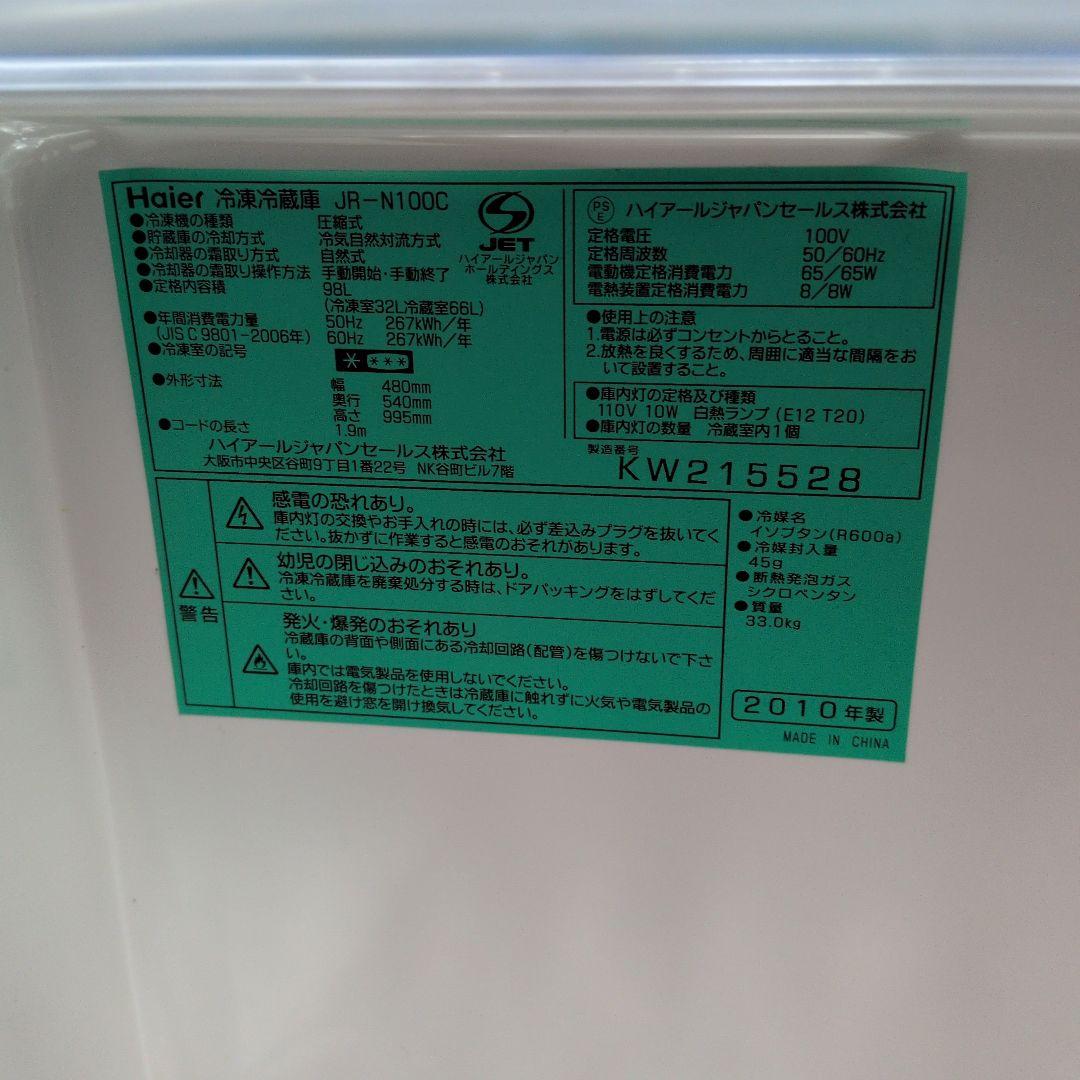 Haier 冷凍冷蔵庫 JR-N100C
●冷凍機の種類 圧縮式
●貯蔵庫の冷却方式 冷気自然対流方式
●冷却器の霜取り方式 自然式
●冷却器の霜取り操作方法 手動開始・手動終了
●定格内容積 98L
(冷凍室32L冷蔵室66L)
●年間消費電力量 50Hz 267kWh/年
(JIS C 9801-2006年) 60Hz 267kWh/年
●冷凍室の記号 * ***
●外形寸法 幅 480mm
奥行 540mm
高さ 995mm
●コードの長さ 1.9m
ハイアールジャパンセールス株式会社
大阪市中央区谷町9丁目1番22号 NK谷町ビル7階
S
JET
ハイアールジャパン
ホールディングス
株式会社
PS
E
ハイアールジャパンセールス株式会社
定格電圧 100V
定格周波数 50/60Hz
電動機定格消費電力 65/65W
電熱装置定格消費電力 8/8W
●使用上の注意
1.電源は必ずコンセントからとること。
2.放熱を良くするため、周囲に適当な間隔をお
いて設置すること。
●庫内灯の定格及び種類
110V 10W 白熱ランプ(E12 T20)
●庫内灯の数量 冷蔵室内1個
製造番号
KW215528
警告
感電の恐れあり。
庫内灯の交換やお手入れの時には、必ず差込みプラグを抜いてく
ださい。抜かずに作業すると感電のおそれがあります。
幼児の閉じ込みのおそれあり。
冷凍冷蔵庫を廃棄処分する時は、ドアパッキングをはずしてくだ
さい。
発火・爆発のおそれあり
冷蔵庫の背面や側面にある冷却回路(配管)を傷つけないで下さ
い。
庫内では電気製品を使用しないでください。
冷却回路を傷つけたときは冷蔵庫に触れずに火気や電気製品の
使用を避け窓を開け換気してください。
●冷媒名
イソブタン(R600a)
●冷媒封入量
45g
●断熱発泡ガス
シクロペンタン
●質量
33.0kg
2010年製
MADE IN CHINA